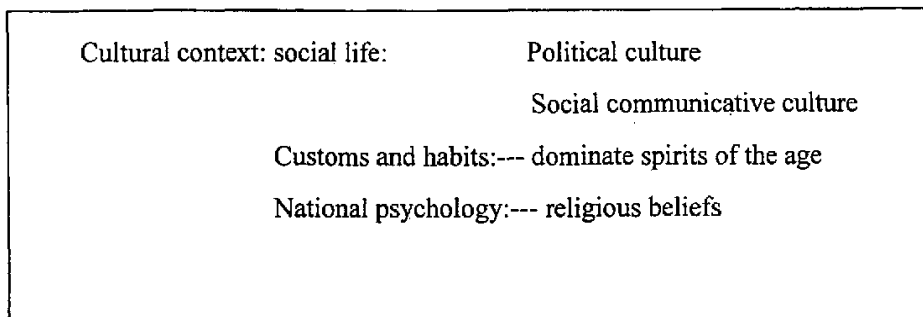 Cultural context: social life: Political culture
Social communicative culture
Customs and habits:--- dominate spirits of the age
National psychology:--- religious beliefs